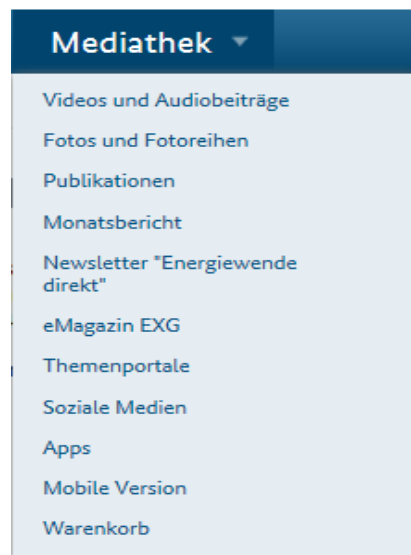 Mediathek
Videos und Audiobeiträge
Fotos und Fotoreihen
Publikationen
Monatsbericht
Newsletter "Energiewende
direkt"
eMagazin EXG
Themenportale
Soziale Medien
Apps
Mobile Version
Warenkorb